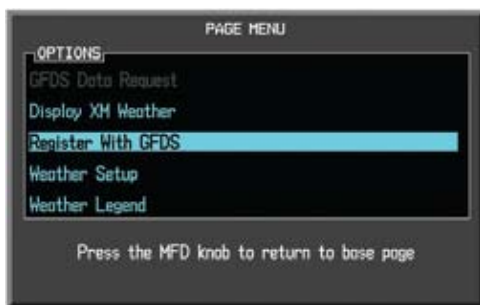 PAGE MENU
OPTIONS
GFDS Data Request
Display XM Weather
Register With GFDS
Weather Setup
Weather Legend
Press the MFD knob to return to base page